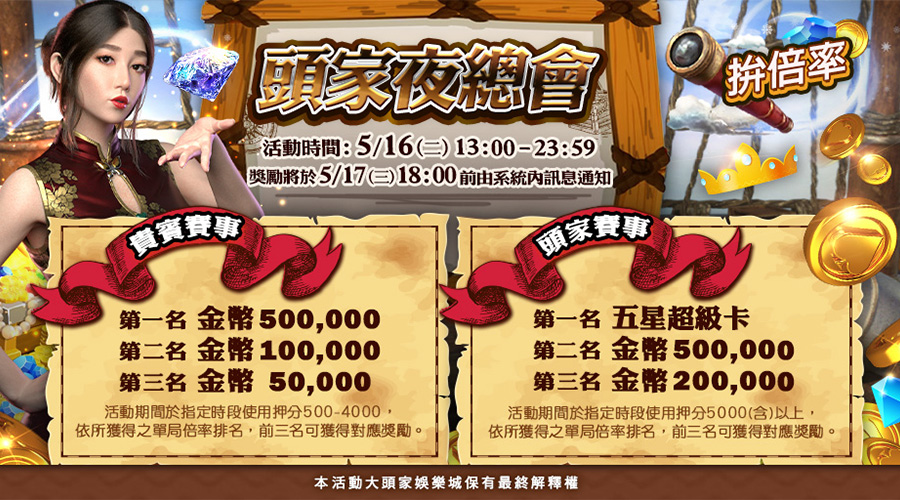 頭家夜總會
拚倍率
活動時間：5/16(二) 13:00－23:59
獎勵將於5/17(三)18:00前由系統內訊息通知
貴賓賽事
第一名 金幣 500,000
第二名 金幣 100,000
第三名 金幣 50,000
活動期間於指定時段使用押分500-4000，
依所獲得之單局倍率排名，前三名可獲得對應獎勵。
頭家賽事
第一名 五星超級卡
第二名 金幣 500,000
第三名 金幣 200,000
活動期間於指定時段使用押分5000(含)以上，
依所獲得之單局倍率排名，前三名可獲得對應獎勵。
本活動大頭家娛樂城保有最終解釋權